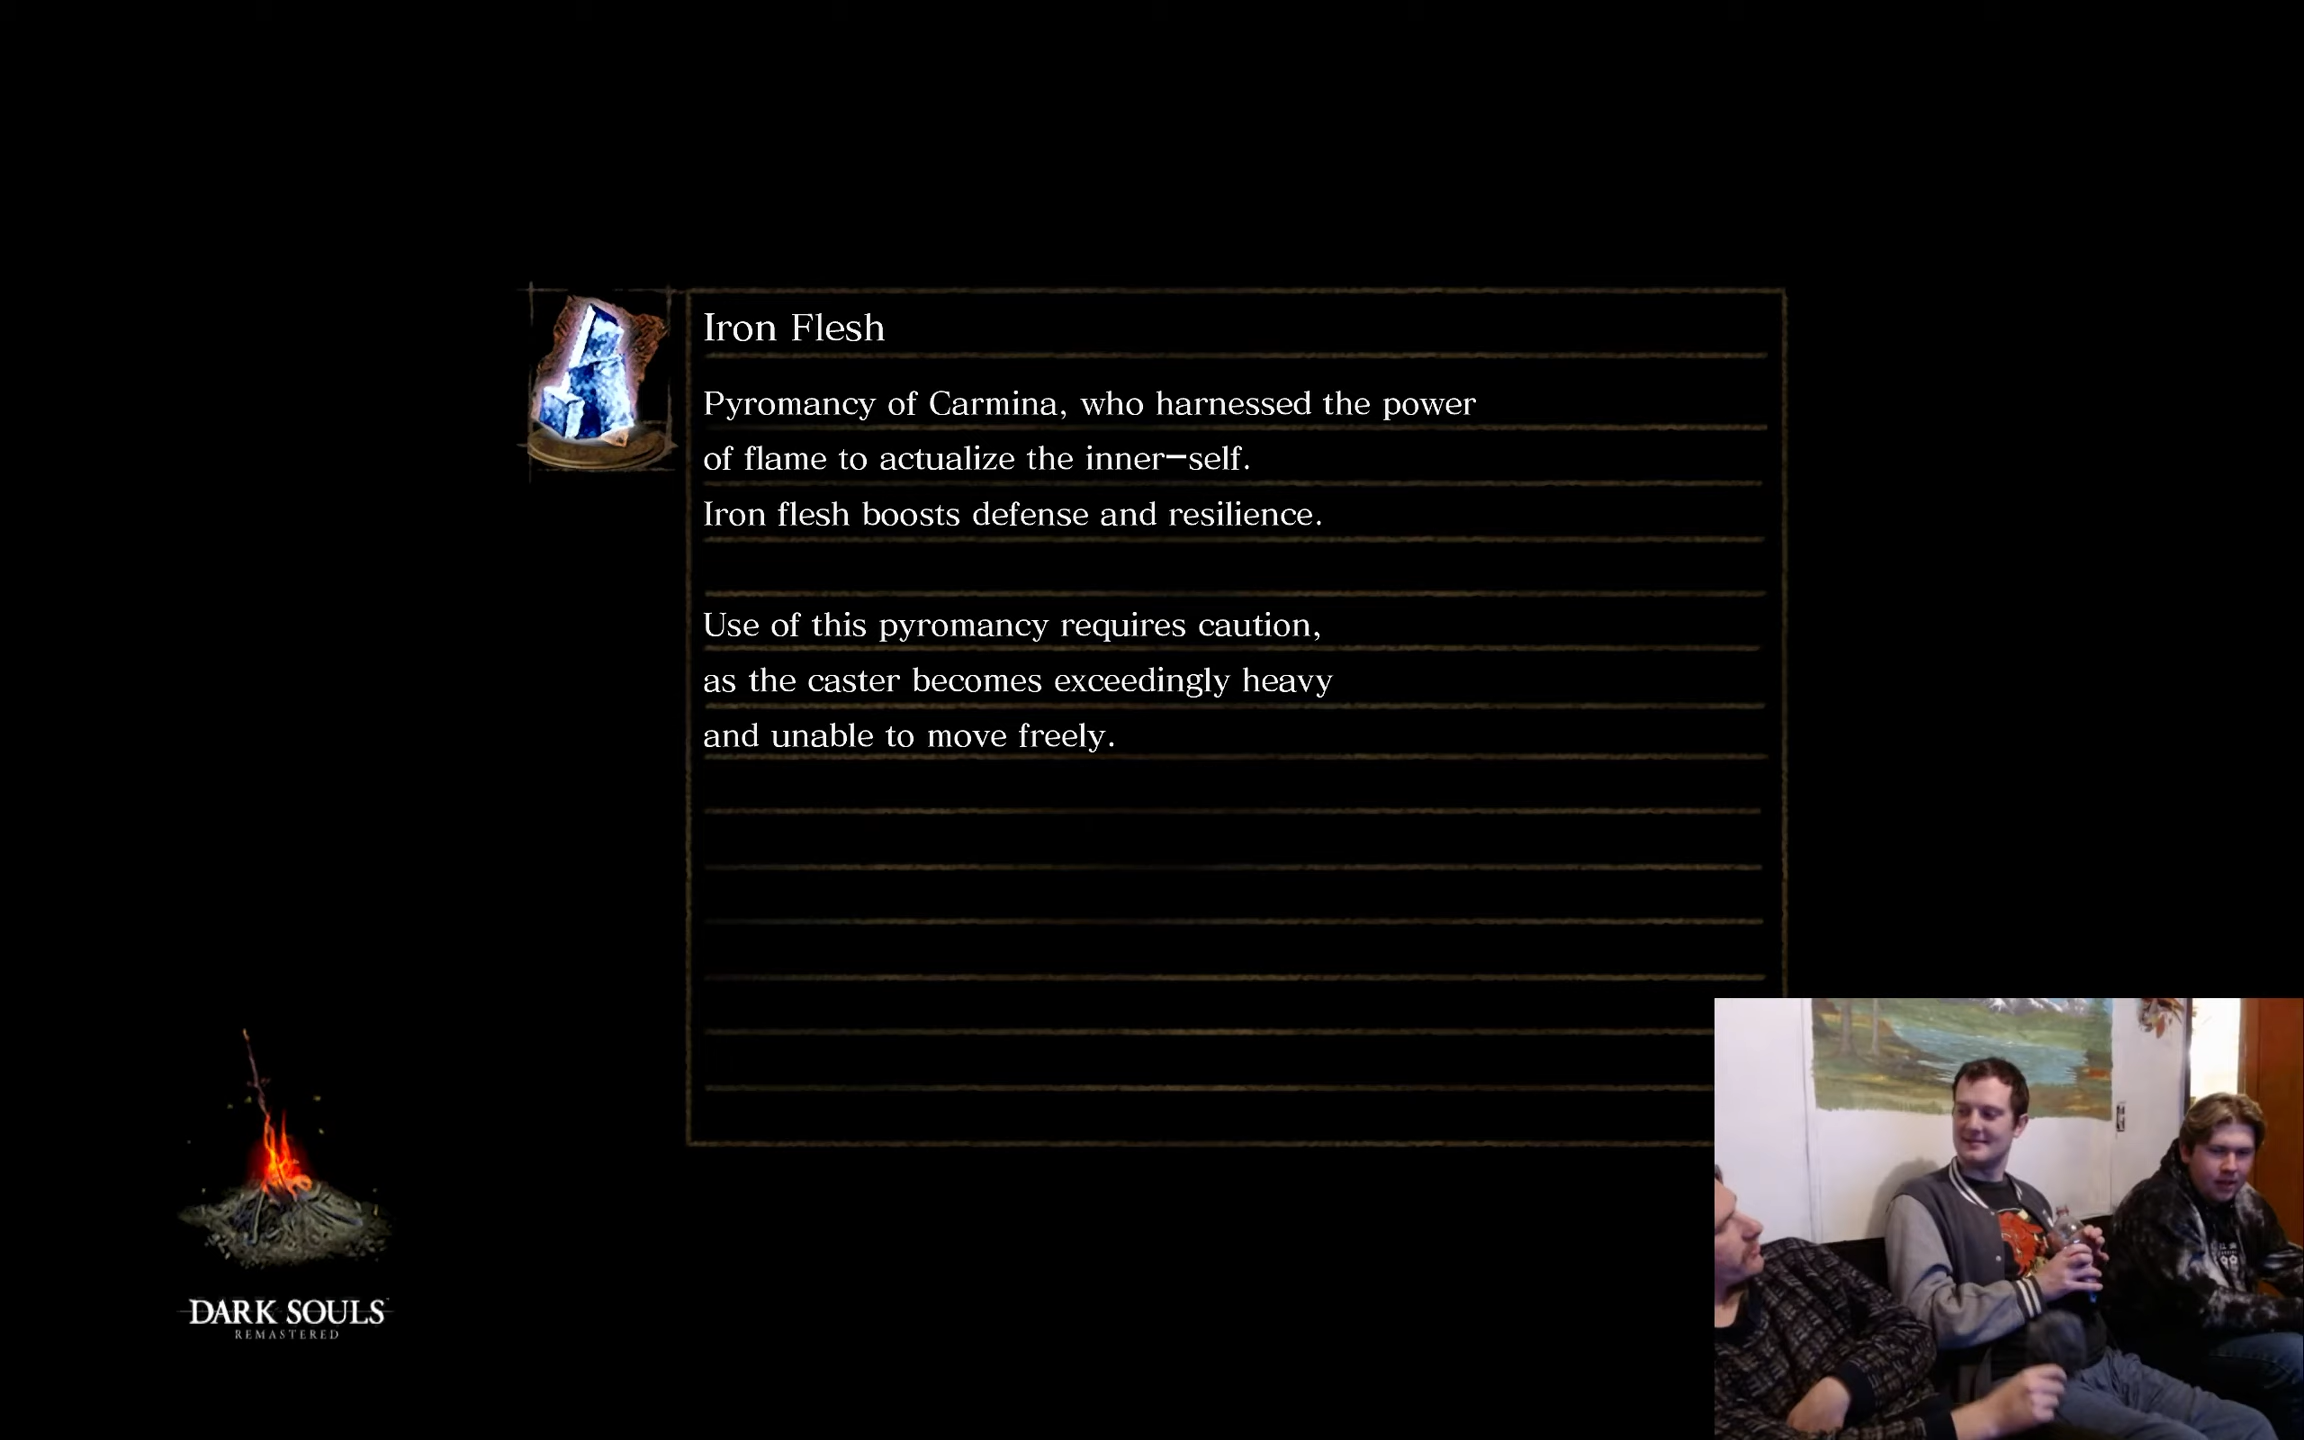 Iron Flesh
Pyromancy of Carmina, who harnessed the power
of flame to actualize the inner-self.
Iron flesh boosts defense and resilience.
Use of this pyromancy requires caution,
as the caster becomes exceedingly heavy
and unable to move freely.
DARK SOULS
REMASTERED